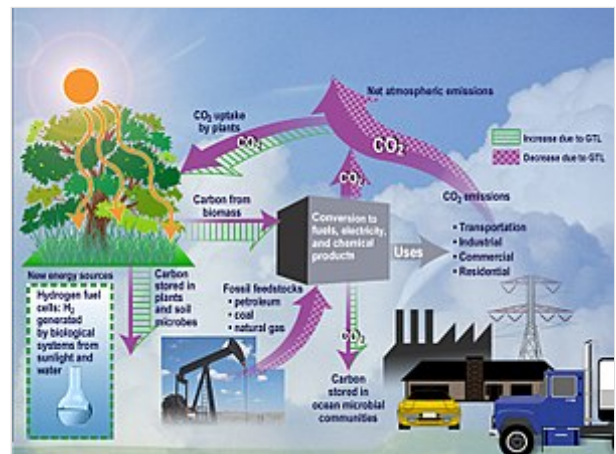 Net atmospheric emissions
CO2 uptake
by plants
CO2
CO2
CO2
Increase due to GTL
Decrease due to GTL
CO2 emissions
Carbon from
biomass
Conversion to
fuels, electricity,
and chemical
products
Uses
• Transportation
• Industrial
• Commercial
• Residential
New energy sources
Hydrogen fuel
cells: H2
generated
by biological
systems from
sunlight and
water
Carbon
stored in
plants
and soil
microbes
Fossil feedstocks
• petroleum
• coal
• natural gas
CO2
Carbon
stored in
ocean microbial
communities